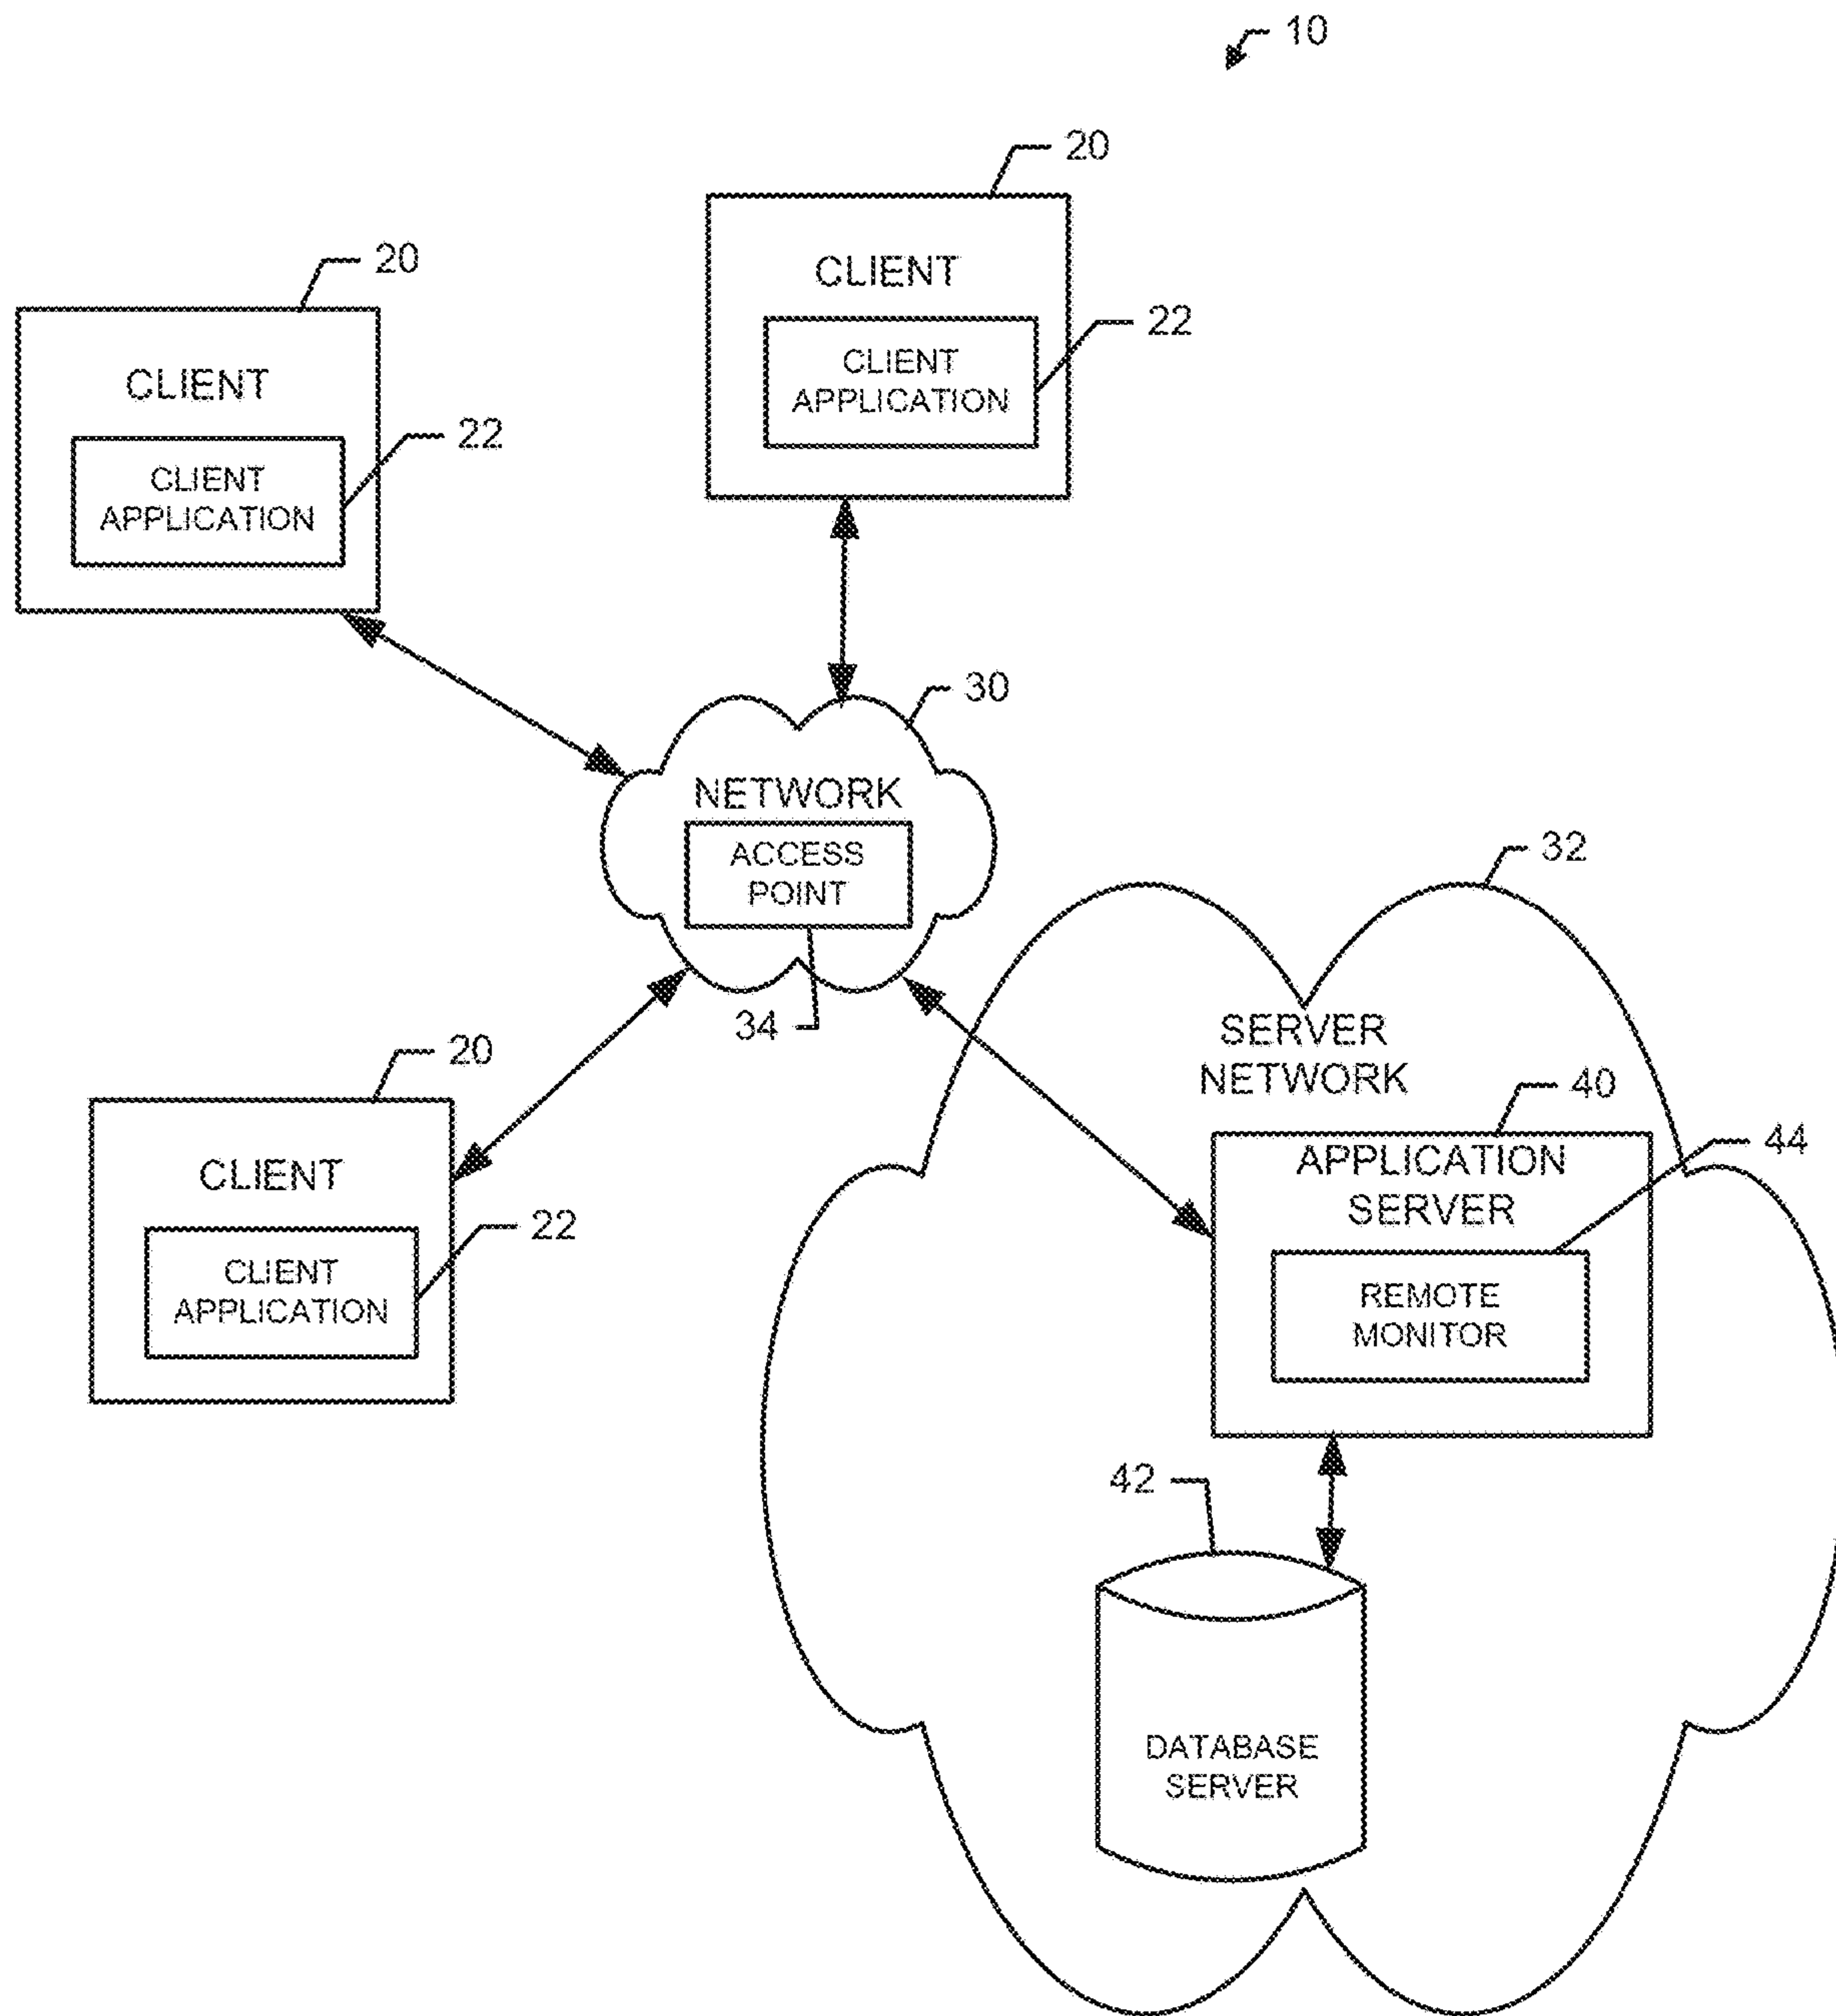 10
20
CLIENT
CLIENT
APPLICATION
22
20
CLIENT
CLIENT
APPLICATION
22
30
NETWORK
ACCESS
POINT
34
20
CLIENT
CLIENT
APPLICATION
22
32
SERVER
NETWORK
40
APPLICATION
SERVER
44
REMOTE
MONITOR
42
DATABASE
SERVER